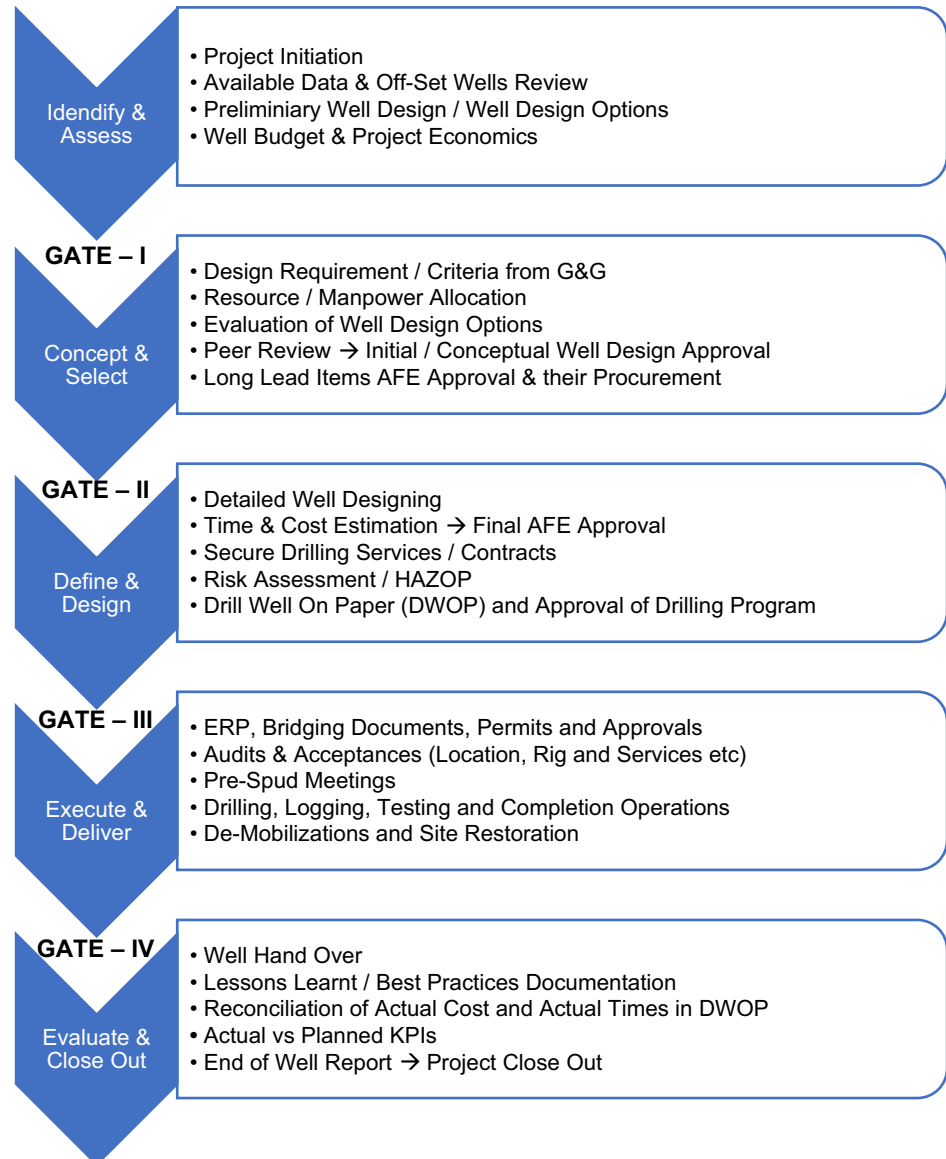 Idendify &
Assess
• Project Initiation
• Available Data & Off-Set Wells Review
• Preliminiary Well Design / Well Design Options
• Well Budget & Project Economics
GATE – I
Concept &
Select
• Design Requirement / Criteria from G&G
• Resource / Manpower Allocation
• Evaluation of Well Design Options
• Peer Review → Initial / Conceptual Well Design Approval
• Long Lead Items AFE Approval & their Procurement
GATE – II
Define &
Design
• Detailed Well Designing
• Time & Cost Estimation → Final AFE Approval
• Secure Drilling Services / Contracts
• Risk Assessment / HAZOP
• Drill Well On Paper (DWOP) and Approval of Drilling Program
GATE – III
Execute &
Deliver
• ERP, Bridging Documents, Permits and Approvals
• Audits & Acceptances (Location, Rig and Services etc)
• Pre-Spud Meetings
• Drilling, Logging, Testing and Completion Operations
• De-Mobilizations and Site Restoration
GATE – IV
Evaluate &
Close Out
• Well Hand Over
• Lessons Learnt / Best Practices Documentation
• Reconciliation of Actual Cost and Actual Times in DWOP
• Actual vs Planned KPIs
• End of Well Report → Project Close Out